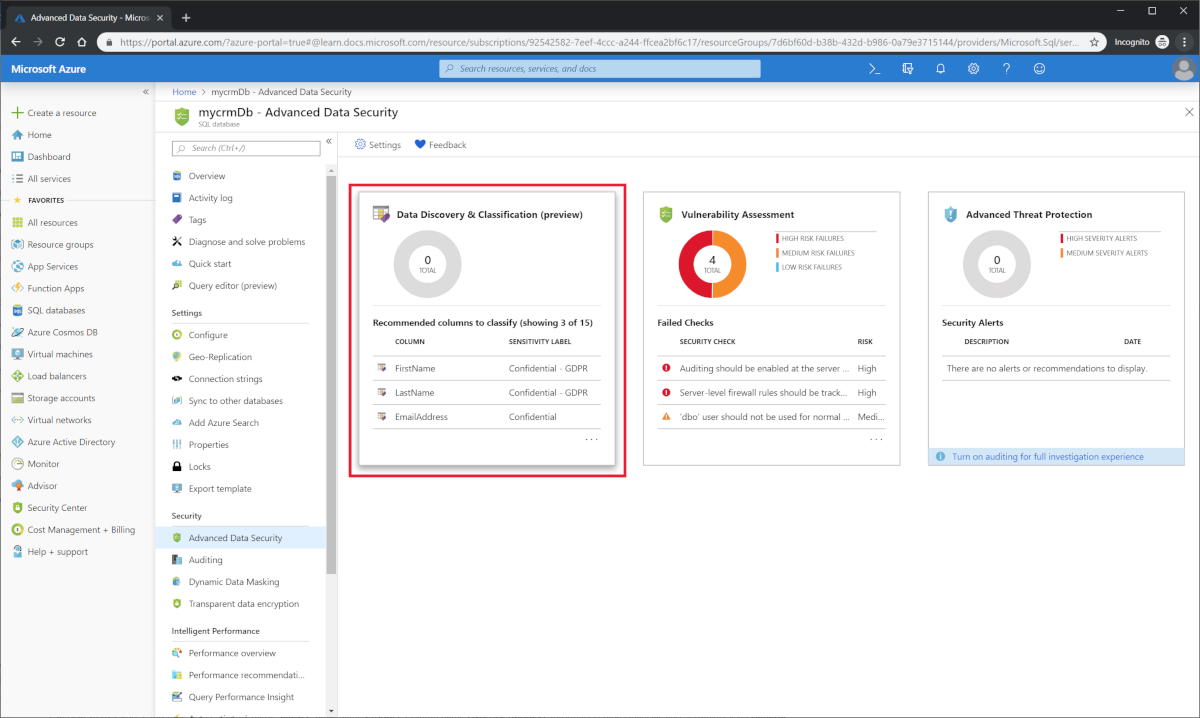 Advanced Data Security - Micros
https://portal.azure.com/?azure-portal=true#@learn.docs.microsoft.com/resource/subscriptions/92542582-7eef-4ccc-a244-ffcea2bf6c17/resourceGroups/7d6bf60d-b38b-432d-b986-0a79e3715144/providers/Microsoft.Sql/ser...
Incognito
Microsoft Azure
Search resources, services, and docs
Create a resource
Home
Dashboard
All services
FAVORITES
All resources
Resource groups
App Services
Function Apps
SQL databases
Azure Cosmos DB
Virtual machines
Load balancers
Storage accounts
Virtual networks
Azure Active Directory
Monitor
Advisor
Security Center
Cost Management + Billing
Help + support
Home > mycrmDb - Advanced Data Security
mycrmDb - Advanced Data Security
SQL database
Search (Ctrl+/)
Overview
Activity log
Tags
Diagnose and solve problems
Quick start
Query editor (preview)
Settings
Configure
Geo-Replication
Connection strings
Sync to other databases
Add Azure Search
Properties
Locks
Export template
Security
Advanced Data Security
Auditing
Dynamic Data Masking
Transparent data encryption
Intelligent Performance
Performance overview
Performance recommendati...
Query Performance Insight
Settings Feedback
Data Discovery & Classification (preview)
0
TOTAL
Recommended columns to classify (showing 3 of 15)
COLUMN SENSITIVITY LABEL
FirstName Confidential - GDPR
LastName Confidential - GDPR
EmailAddress Confidential
...
Vulnerability Assessment
4
TOTAL
HIGH RISK FAILURES
MEDIUM RISK FAILURES
LOW RISK FAILURES
Failed Checks
SECURITY CHECK RISK
Auditing should be enabled at the server ... High
Server-level firewall rules should be track... High
'dbo' user should not be used for normal ... Medi...
...
Advanced Threat Protection
0
TOTAL
HIGH SEVERITY ALERTS
MEDIUM SEVERITY ALERTS
Security Alerts
DESCRIPTION DATE
There are no alerts or recommendations to display.
Turn on auditing for full investigation experience